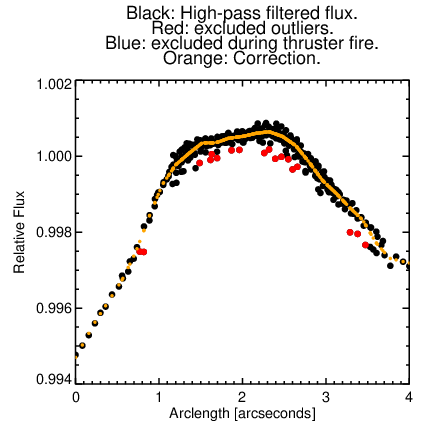 Black: High-pass filtered flux.
Red: excluded outliers.
Blue: excluded during thruster fire.
Orange: Correction.
1.002
1.000
0.998
0.996
0.994
Relative Flux
0 1 2 3 4
Arclength [arcseconds]